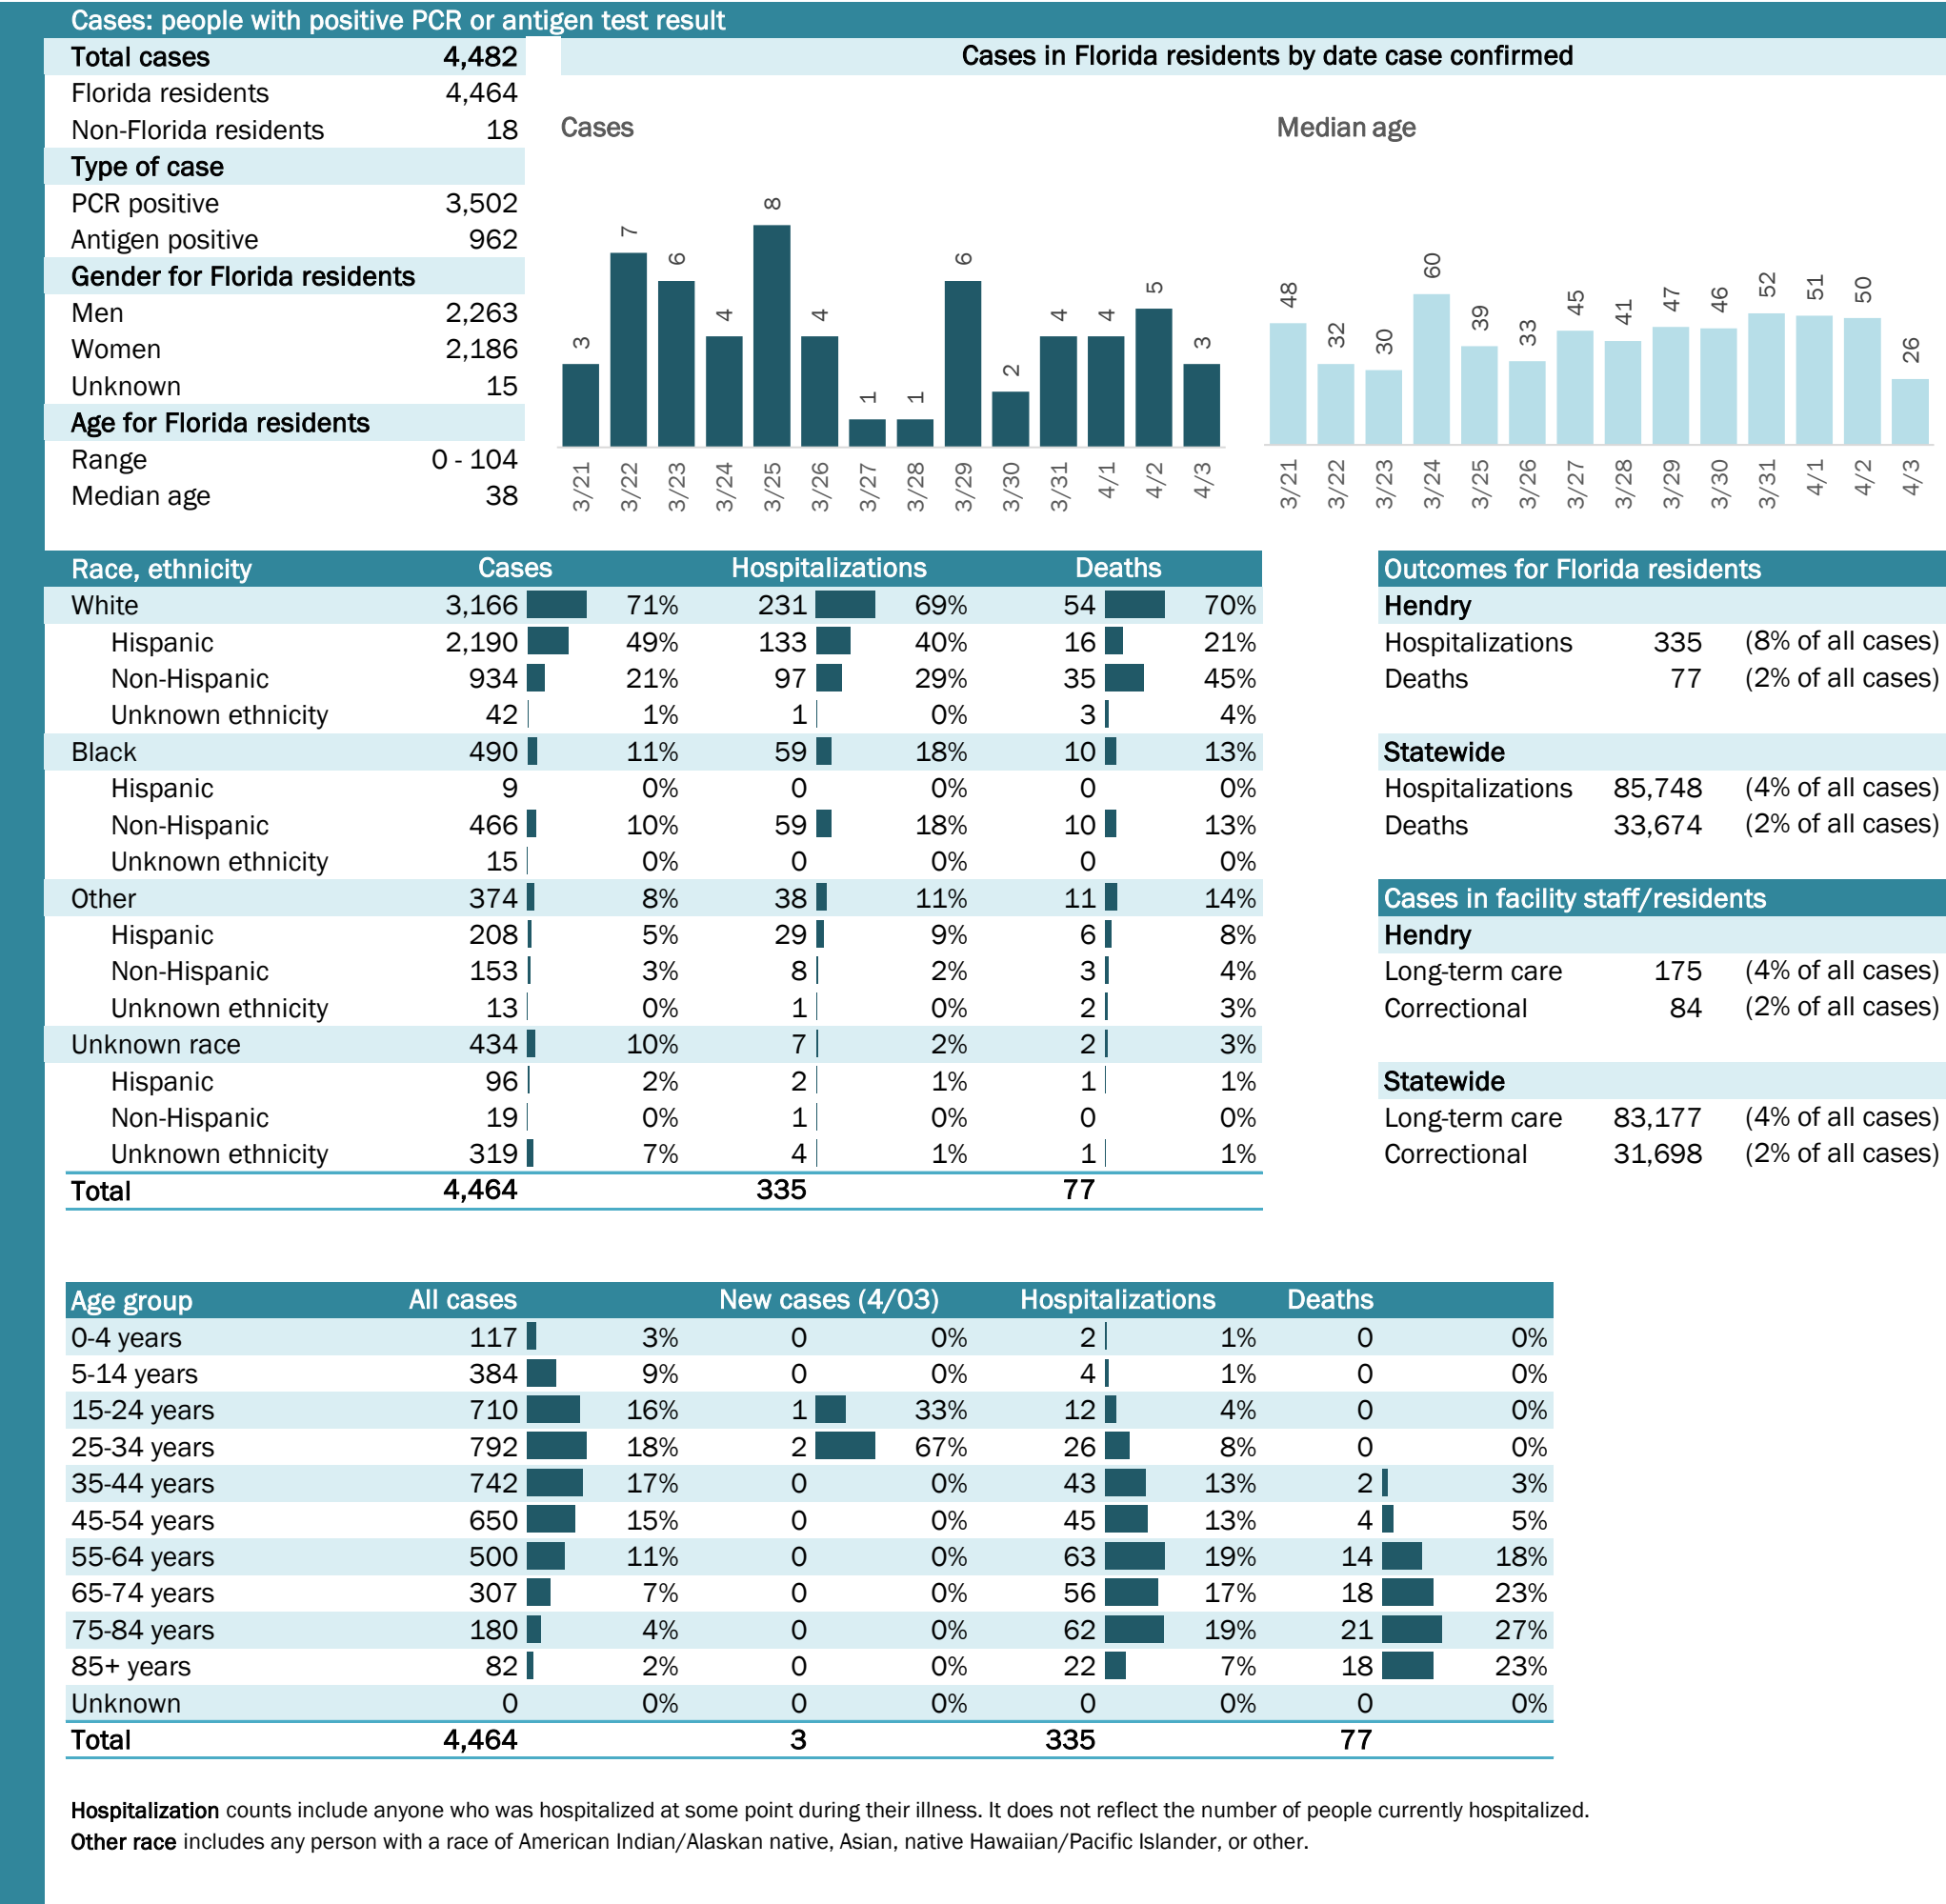 Cases: people with positive PCR or antigen test result
Total cases 4,482
Florida residents 4,464
Non-Florida residents 18
Type of case
PCR positive 3,502
Antigen positive 962
Gender for Florida residents
Men 2,263
Women 2,186
Unknown 15
Age for Florida residents
Range 0 - 104
Median age 38
Cases in Florida residents by date case confirmed
Cases
3 7 6 4 8 4 1 1 6 2 4 4 5 3
3/21 3/22 3/23 3/24 3/25 3/26 3/27 3/28 3/29 3/30 3/31 4/1 4/2 4/3
Median age
48 32 30 60 39 33 45 41 47 46 52 51 50 26
3/21 3/22 3/23 3/24 3/25 3/26 3/27 3/28 3/29 3/30 3/31 4/1 4/2 4/3
Race, ethnicity Cases Hospitalizations Deaths
White 3,166 71% 231 69% 54 70%
Hispanic 2,190 49% 133 40% 16 21%
Non-Hispanic 934 21% 97 29% 35 45%
Unknown ethnicity 42 1% 1 0% 3 4%
Black 490 11% 59 18% 10 13%
Hispanic 9 0% 0 0% 0 0%
Non-Hispanic 466 10% 59 18% 10 13%
Unknown ethnicity 15 0% 0 0% 0 0%
Other 374 8% 38 11% 11 14%
Hispanic 208 5% 29 9% 6 8%
Non-Hispanic 153 3% 8 2% 3 4%
Unknown ethnicity 13 0% 1 0% 2 3%
Unknown race 434 10% 7 2% 2 3%
Hispanic 96 2% 2 1% 1 1%
Non-Hispanic 19 0% 1 0% 0 0%
Unknown ethnicity 319 7% 4 1% 1 1%
Total 4,464 335 77
Outcomes for Florida residents
Hendry
Hospitalizations 335 (8% of all cases)
Deaths 77 (2% of all cases)
Statewide
Hospitalizations 85,748 (4% of all cases)
Deaths 33,674 (2% of all cases)
Cases in facility staff/residents
Hendry
Long-term care 175 (4% of all cases)
Correctional 84 (2% of all cases)
Statewide
Long-term care 83,177 (4% of all cases)
Correctional 31,698 (2% of all cases)
Age group All cases New cases (4/03) Hospitalizations Deaths
0-4 years 117 3% 0 0% 2 1% 0 0%
5-14 years 384 9% 0 0% 4 1% 0 0%
15-24 years 710 16% 1 33% 12 4% 0 0%
25-34 years 792 18% 2 67% 26 8% 0 0%
35-44 years 742 17% 0 0% 43 13% 2 3%
45-54 years 650 15% 0 0% 45 13% 4 5%
55-64 years 500 11% 0 0% 63 19% 14 18%
65-74 years 307 7% 0 0% 56 17% 18 23%
75-84 years 180 4% 0 0% 62 19% 21 27%
85+ years 82 2% 0 0% 22 7% 18 23%
Unknown 0 0% 0 0% 0 0% 0 0%
Total 4,464 3 335 77
Hospitalization counts include anyone who was hospitalized at some point during their illness. It does not reflect the number of people currently hospitalized.
Other race includes any person with a race of American Indian/Alaskan native, Asian, native Hawaiian/Pacific Islander, or other.